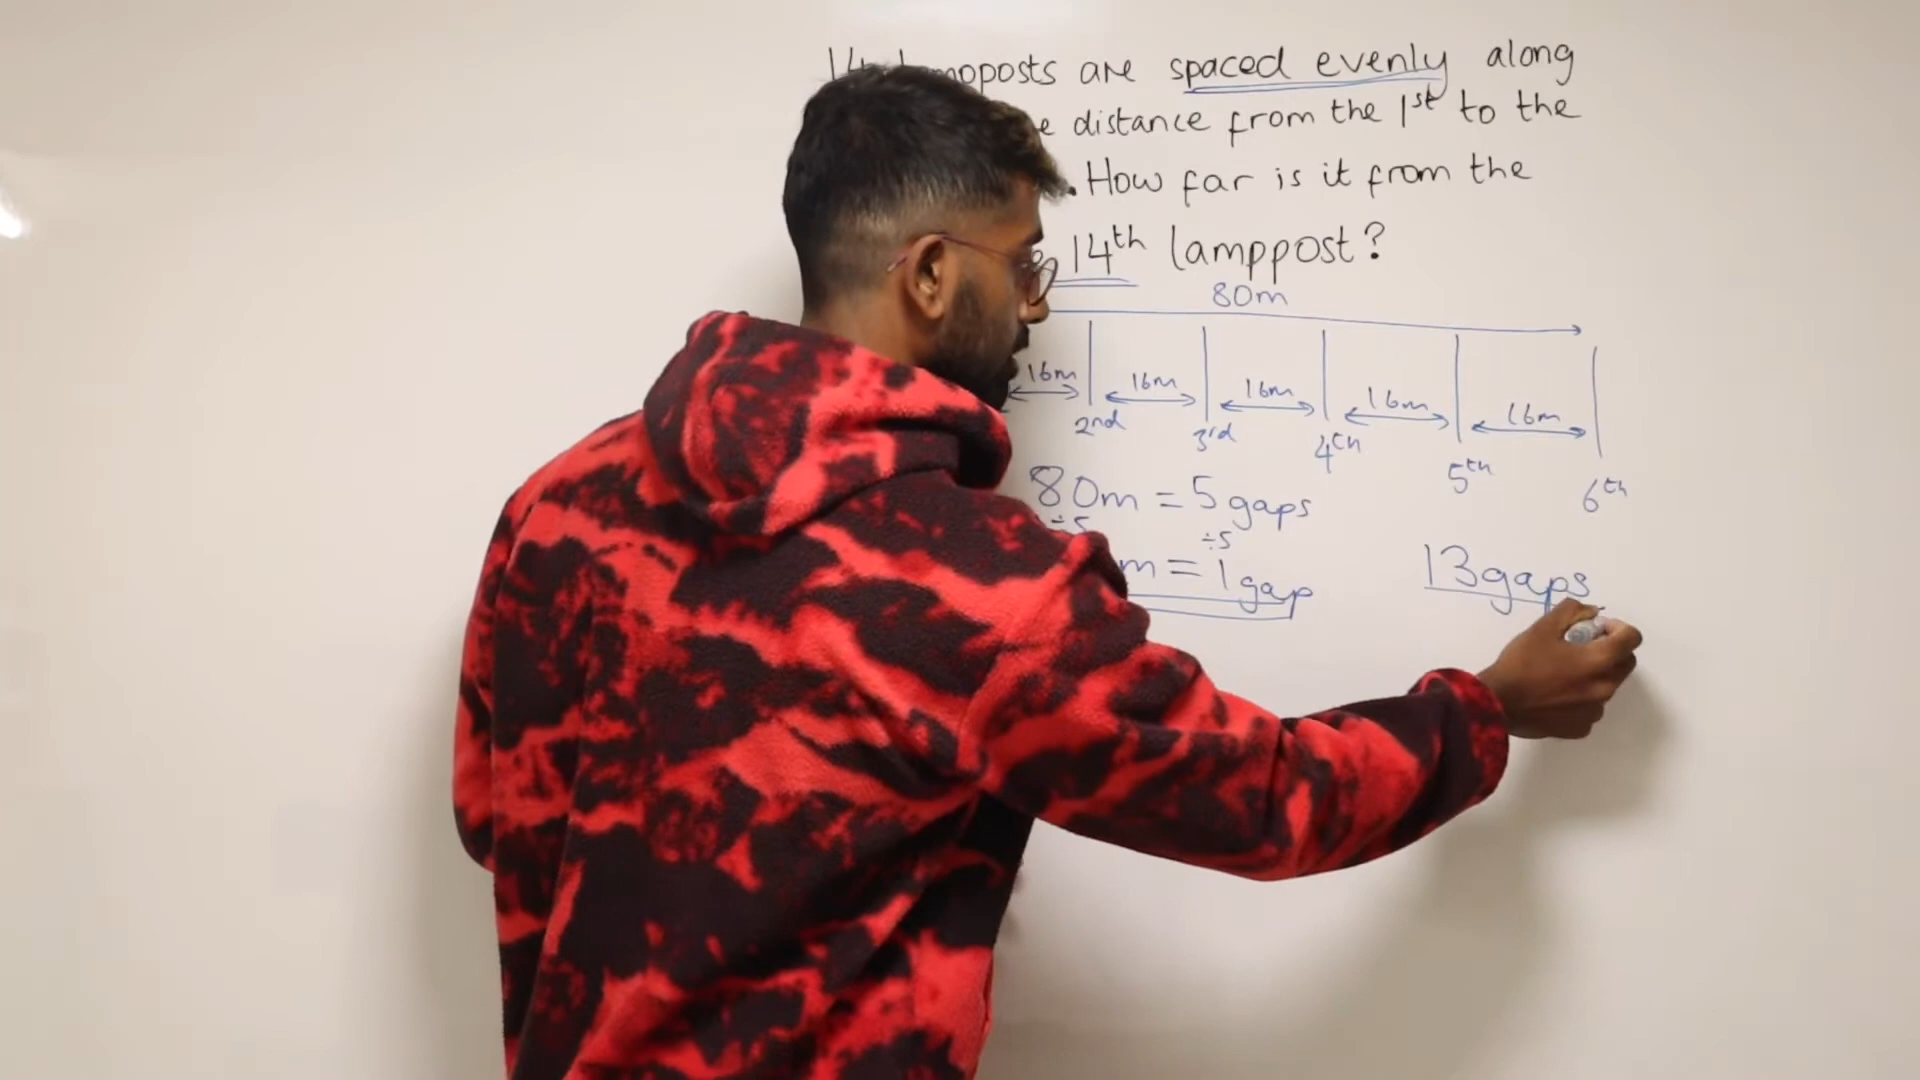 are spaced evenly along
distance from the 1st to the
. How far is it from the
14th lamppost?
80m
16m 16m 16m 16m 16m
2nd 3rd 4th 5th 6th
80m = 5 gaps
÷5 ÷5
m = 1 gap 13 gaps